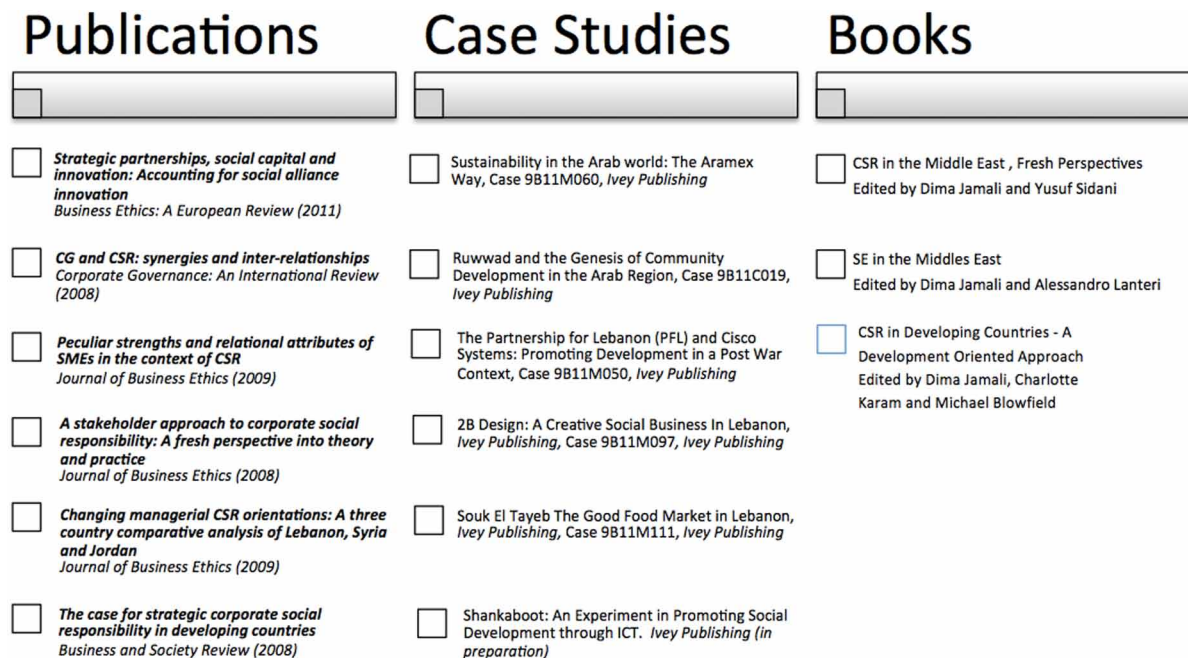 Publications
Strategic partnerships, social capital and
innovation: Accounting for social alliance
innovation
Business Ethics: A European Review (2011)
CG and CSR: synergies and inter-relationships
Corporate Governance: An International Review
(2008)
Peculiar strengths and relational attributes of
SMEs in the context of CSR
Journal of Business Ethics (2009)
A stakeholder approach to corporate social
responsibility: A fresh perspective into theory
and practice
Journal of Business Ethics (2008)
Changing managerial CSR orientations: A three
country comparative analysis of Lebanon, Syria
and Jordan
Journal of Business Ethics (2009)
The case for strategic corporate social
responsibility in developing countries
Business and Society Review (2008)
Case Studies
Sustainability in the Arab world: The Aramex
Way, Case 9B11M060, Ivey Publishing
Ruwwad and the Genesis of Community
Development in the Arab Region, Case 9B11C019,
Ivey Publishing
The Partnership for Lebanon (PFL) and Cisco
Systems: Promoting Development in a Post War
Context, Case 9B11M050, Ivey Publishing
2B Design: A Creative Social Business In Lebanon,
Ivey Publishing, Case 9B11M097, Ivey Publishing
Souk El Tayeb The Good Food Market in Lebanon,
Ivey Publishing, Case 9B11M111, Ivey Publishing
Shankaboot: An Experiment in Promoting Social
Development through ICT. Ivey Publishing (in
preparation)
Books
CSR in the Middle East , Fresh Perspectives
Edited by Dima Jamali and Yusuf Sidani
SE in the Middles East
Edited by Dima Jamali and Alessandro Lanteri
CSR in Developing Countries - A
Development Oriented Approach
Edited by Dima Jamali, Charlotte
Karam and Michael Blowfield